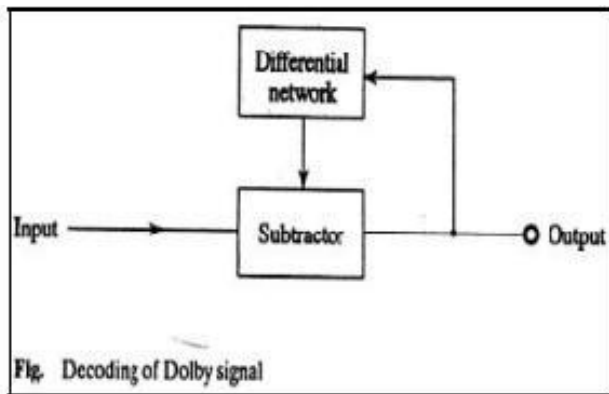 Differential
network
Input
Subtractor
Output
Fig. Decoding of Dolby signal